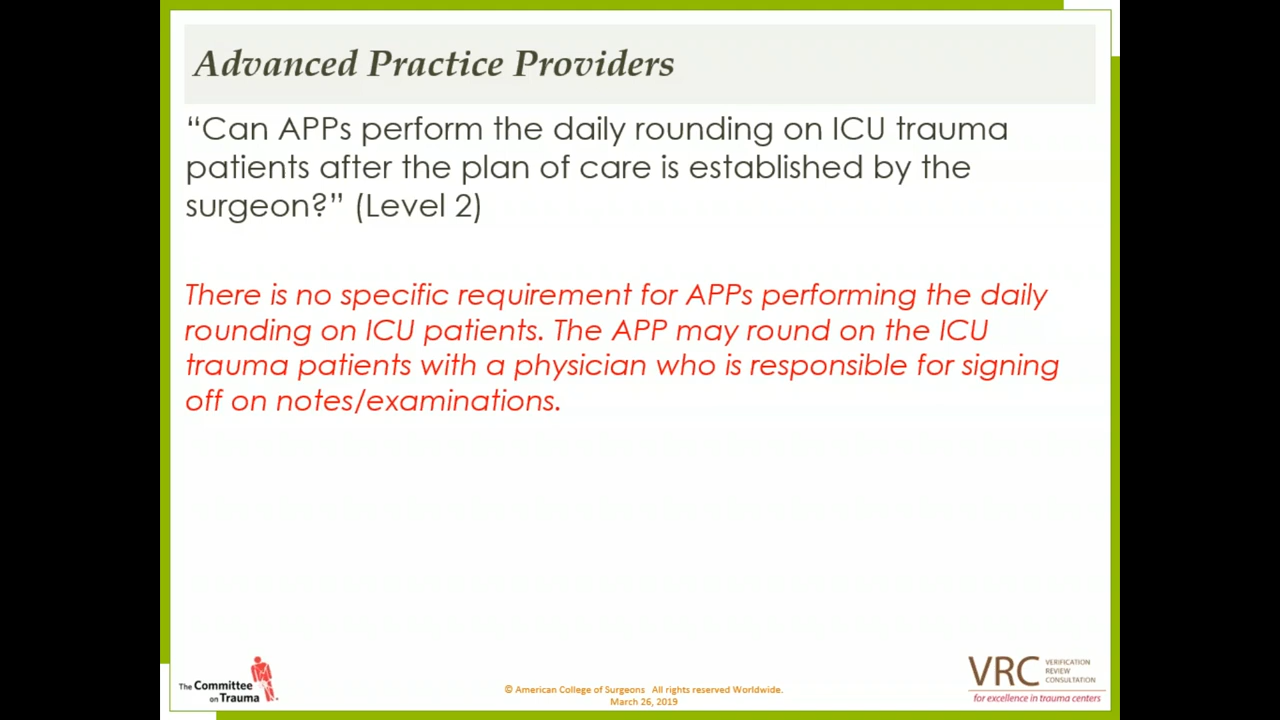 Advanced Practice Providers
“Can APPs perform the daily rounding on ICU trauma
patients after the plan of care is established by the
surgeon?” (Level 2)
There is no specific requirement for APPs performing the daily
rounding on ICU patients. The APP may round on the ICU
trauma patients with a physician who is responsible for signing
off on notes/examinations.
The Committee
on Trauma
© American College of Surgeons All rights reserved Worldwide.
March 26, 2019
VRC
VERIFICATION
REVIEW
CONSULTATION
for excellence in trauma centers